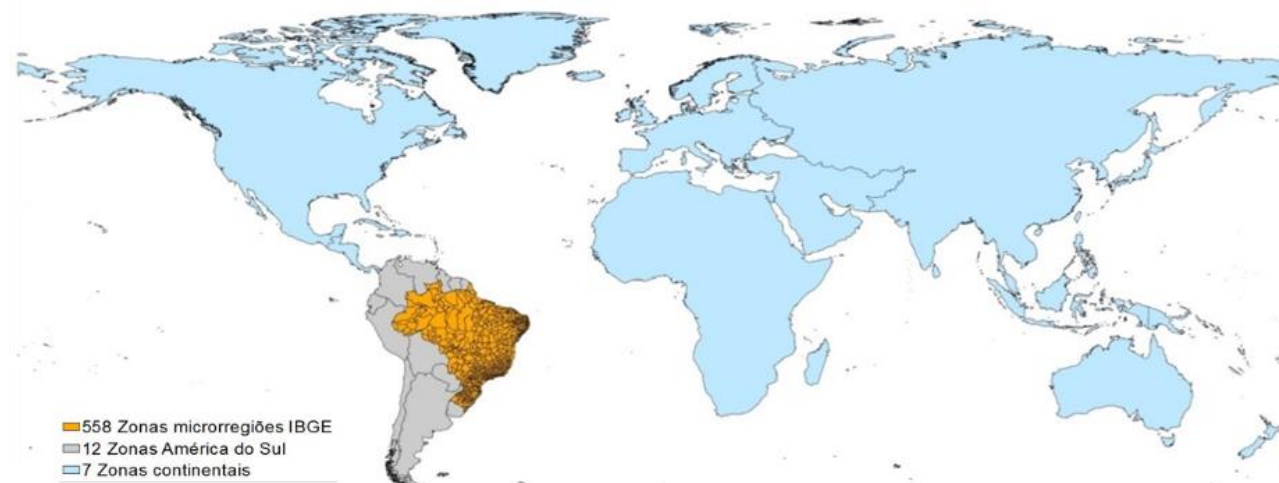 558 Zonas microrregiões IBGE
12 Zonas América do Sul
7 Zonas continentais